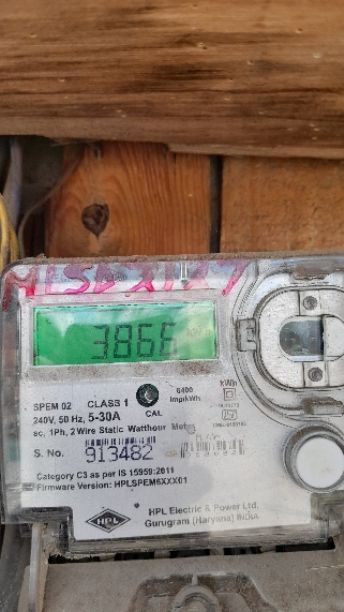 3866
SPEM 02 CLASS 1
6400
imp/kWh
kWh
240V, 50 Hz, 5-30A
CAL
ac, 1Ph, 2 Wire Static Watthour Meter
S. No. 913482
Category C3 as per IS 15959:2011
Firmware Version: HPLSPEM6XXX01
HPL
HPL Electric & Power Ltd.
Gurugram (Haryana) INDIA